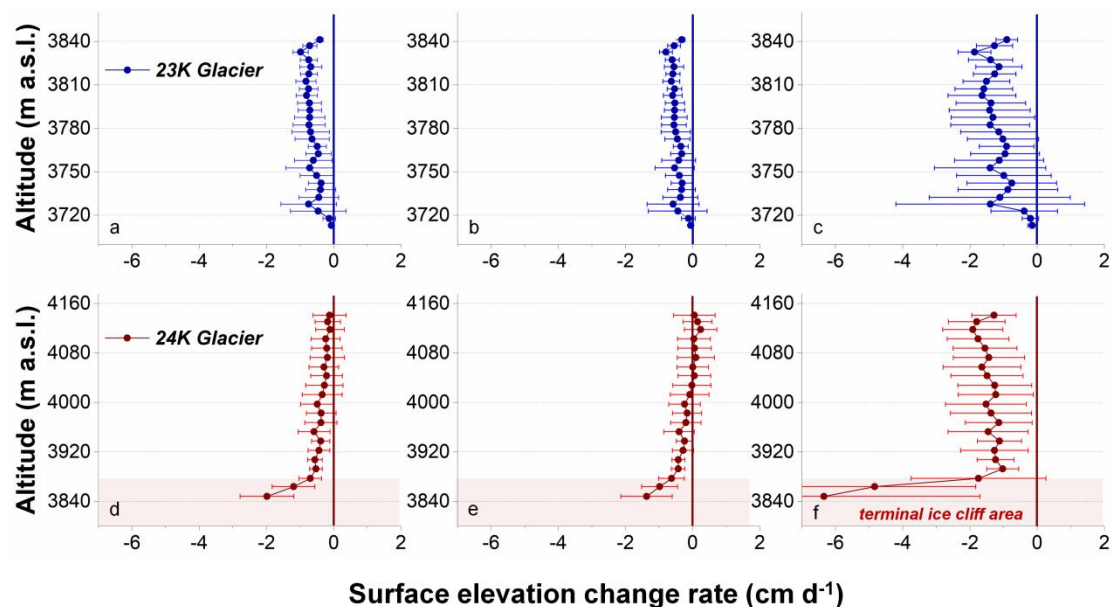 Altitude (m a.s.l.)
3840
3810
3780
3750
3720
23K Glacier
a
-6 -4 -2 0 2
3840
3810
3780
3750
3720
b
-6 -4 -2 0 2
3840
3810
3780
3750
3720
c
-6 -4 -2 0 2
Altitude (m a.s.l.)
4160
4080
4000
3920
3840
24K Glacier
d
-6 -4 -2 0 2
4160
4080
4000
3920
3840
e
-6 -4 -2 0 2
4160
4080
4000
3920
3840
f
terminal ice cliff area
-6 -4 -2 0 2
Surface elevation change rate (cm d⁻¹)